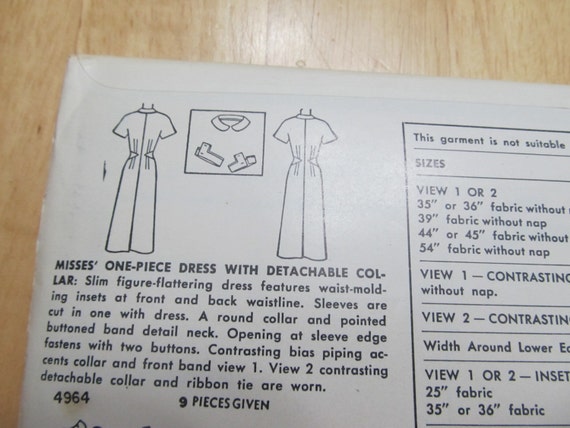 MISSES' ONE-PIECE DRESS WITH DETACHABLE COL-
LAR: Slim figure-flattering dress features waist-mold-
ing insets at front and back waistline. Sleeves are
cut in one with dress. A round collar and pointed
buttoned band detail neck. Opening at sleeve edge
fastens with two buttons. Contrasting bias piping ac-
cents collar and front band view 1. View 2 contrasting
detachable collar and ribbon tie are worn.
4964 9 PIECES GIVEN
This garment is not suitable
SIZES
VIEW 1 OR 2
35" or 36" fabric without
39" fabric without nap
44" or 45" fabric without
54" fabric without nap
VIEW 1 — CONTRASTING
without nap.
VIEW 2 — CONTRASTING
Width Around Lower
VIEW 1 OR 2 — INSET
25" fabric
35" or 36" fabric